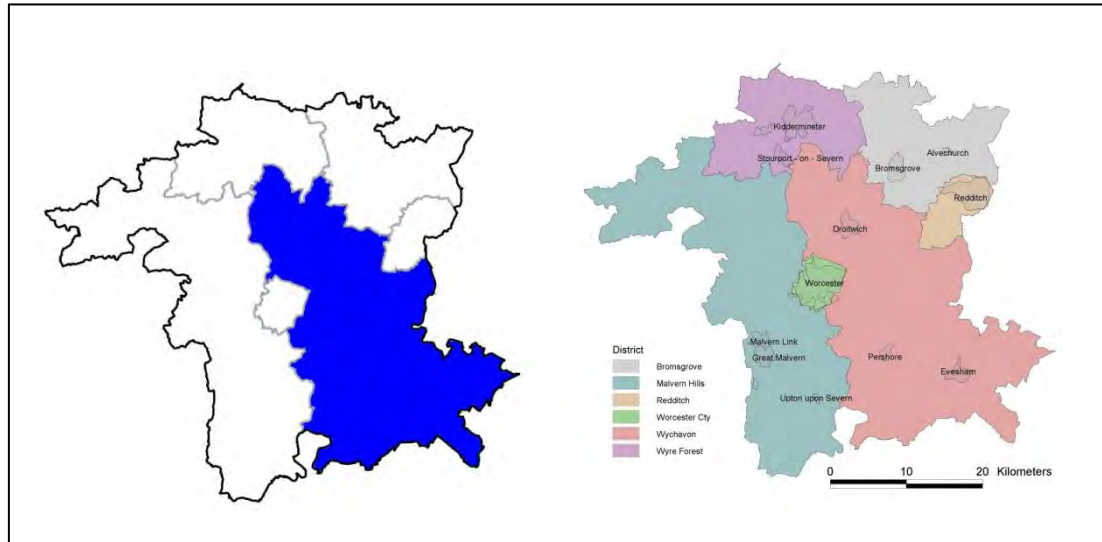 Kidderminster
Stourport - on - Severn
Bromsgrove
Alvechurch
Redditch
Droitwich
Worcester
Malvern Link
Great Malvern
Pershore
Evesham
Upton upon Severn
District
Bromsgrove
Malvern Hills
Redditch
Worcester Cty
Wychavon
Wyre Forest
0 10 20 Kilometers